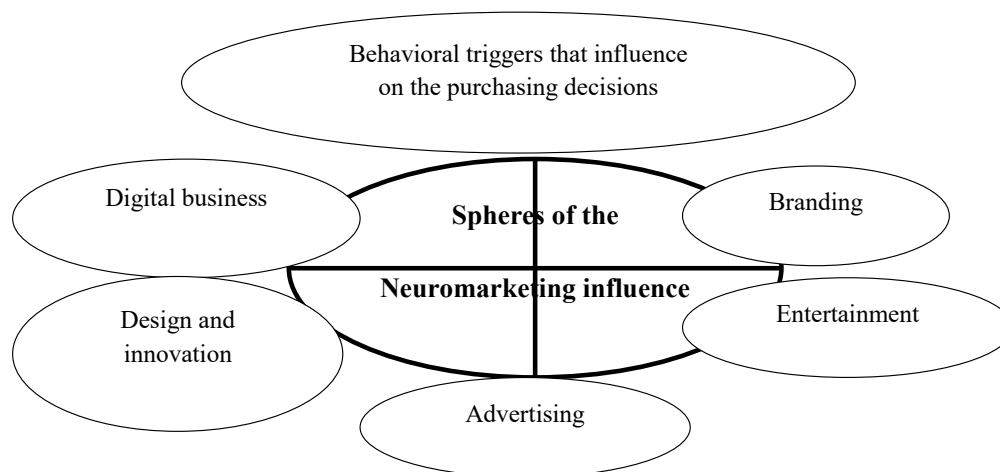 Behavioral triggers that influence
on the purchasing decisions
Digital business
Spheres of the
Branding
Neuromarketing influence
Design and
innovation
Entertainment
Advertising